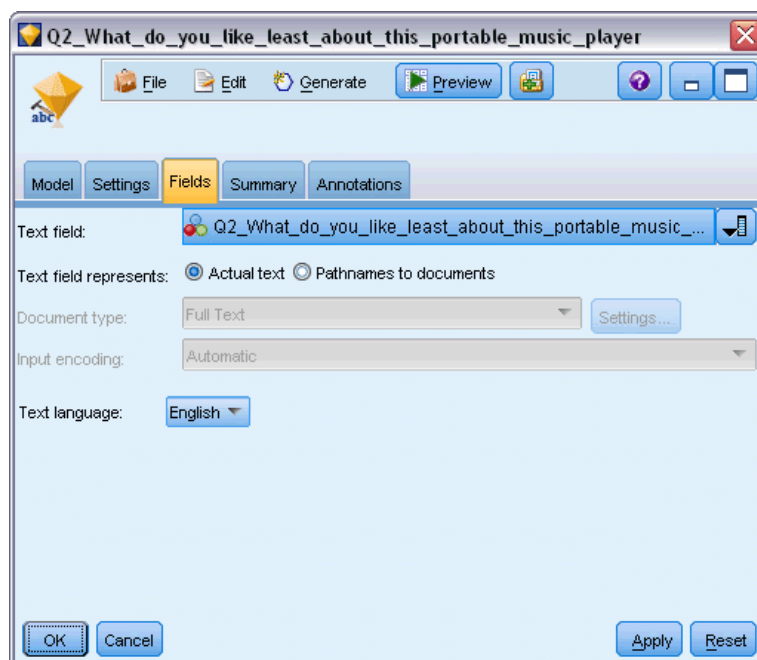 Q2_What_do_you_like_least_about_this_portable_music_player
File Edit Generate Preview
abc
Model Settings Fields Summary Annotations
Text field: Q2_What_do_you_like_least_about_this_portable_music_...
Text field represents: Actual text Pathnames to documents
Document type: Full Text Settings...
Input encoding: Automatic
Text language: English
OK Cancel Apply Reset